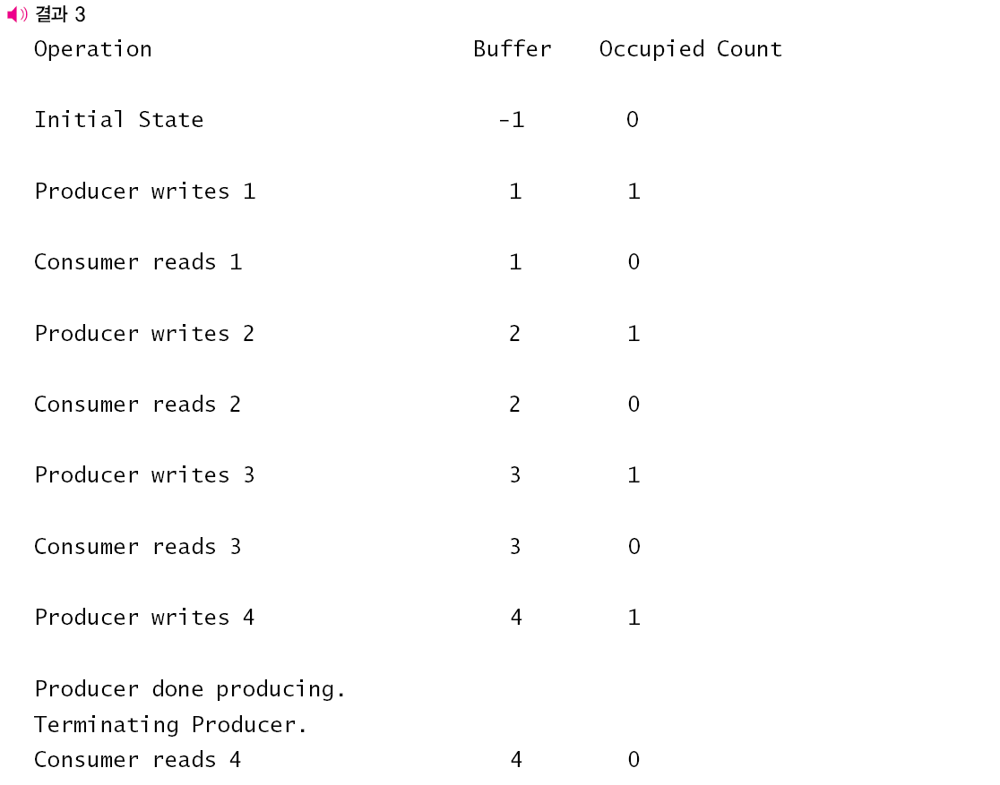 결과 3
Operation Buffer Occupied Count
Initial State -1 0
Producer writes 1 1 1
Consumer reads 1 1 0
Producer writes 2 2 1
Consumer reads 2 2 0
Producer writes 3 3 1
Consumer reads 3 3 0
Producer writes 4 4 1
Producer done producing.
Terminating Producer.
Consumer reads 4 4 0